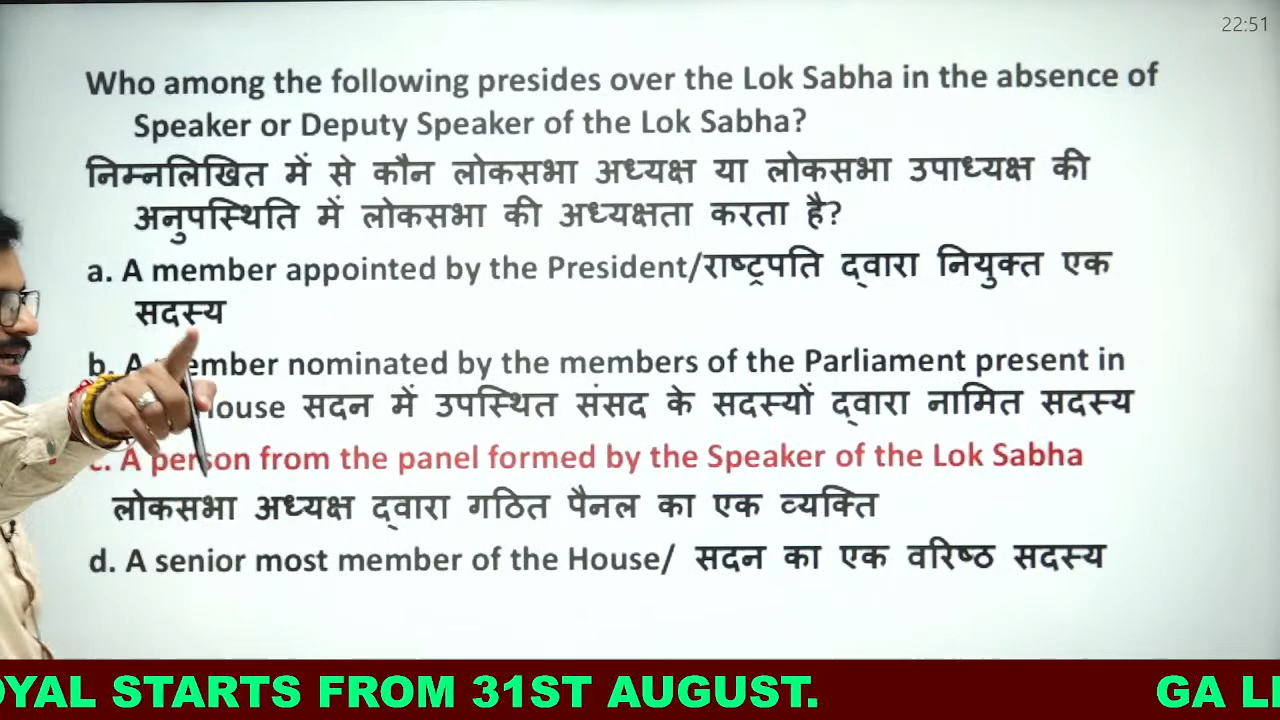 22:51
Who among the following presides over the Lok Sabha in the absence of
Speaker or Deputy Speaker of the Lok Sabha?
निम्नलिखित में से कौन लोकसभा अध्यक्ष या लोकसभा उपाध्यक्ष की
अनुपस्थिति में लोकसभा की अध्यक्षता करता है?
a. A member appointed by the President/राष्ट्रपति द्वारा नियुक्त एक
सदस्य
b. A member nominated by the members of the Parliament present in
House सदन में उपस्थित संसद के सदस्यों द्वारा नामित सदस्य
c. A person from the panel formed by the Speaker of the Lok Sabha
लोकसभा अध्यक्ष द्वारा गठित पैनल का एक व्यक्ति
d. A senior most member of the House/ सदन का एक वरिष्ठ सदस्य
OYAL STARTS FROM 31ST AUGUST. GA LI